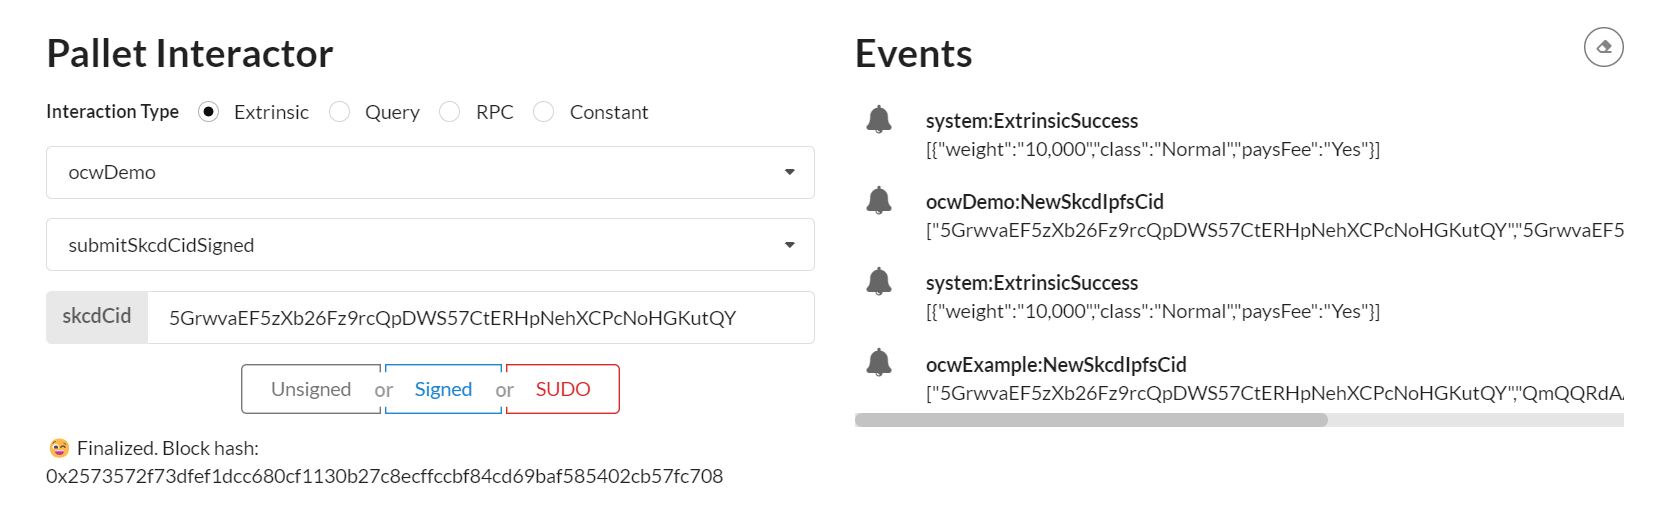 Pallet Interactor
Interaction Type Extrinsic Query RPC Constant
ocwDemo
submitSkcdCidSigned
skcdCid 5GrwvaEF5zXb26Fz9rcQpDWS57CtERHpNehXCPcNoHGKutQY
Unsigned or Signed or SUDO
Finalized. Block hash:
0x2573572f73dfef1dcc680cf1130b27c8ecffccbf84cd69baf585402cb57fc708
Events
system:ExtrinsicSuccess
[{"weight":"10,000","class":"Normal","paysFee":"Yes"}]
ocwDemo:NewSkcdIpfsCid
["5GrwvaEF5zXb26Fz9rcQpDWS57CtERHpNehXCPcNoHGKutQY","5GrwvaEF5
system:ExtrinsicSuccess
[{"weight":"10,000","class":"Normal","paysFee":"Yes"}]
ocwExample:NewSkcdIpfsCid
["5GrwvaEF5zXb26Fz9rcQpDWS57CtERHpNehXCPcNoHGKutQY","QmQQRdA